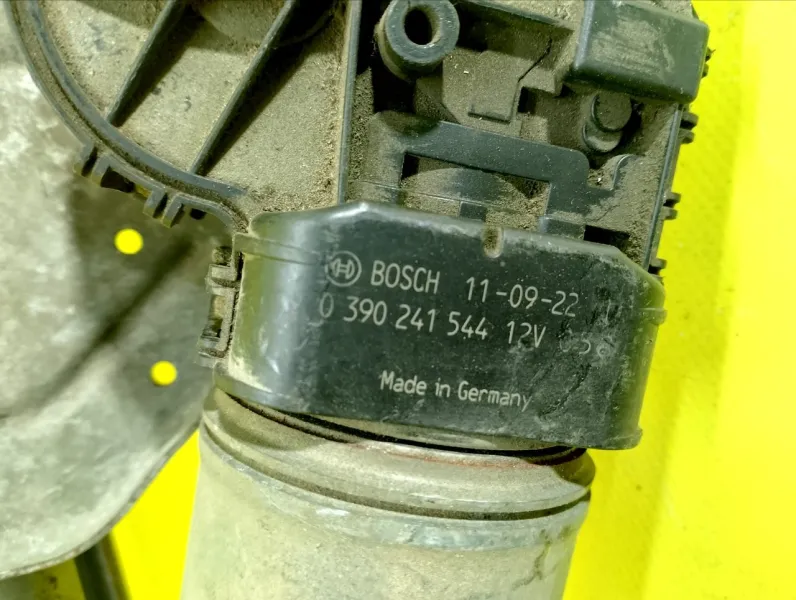 BOSCH 11-09-22
0 390 241 544 12V
Made in Germany